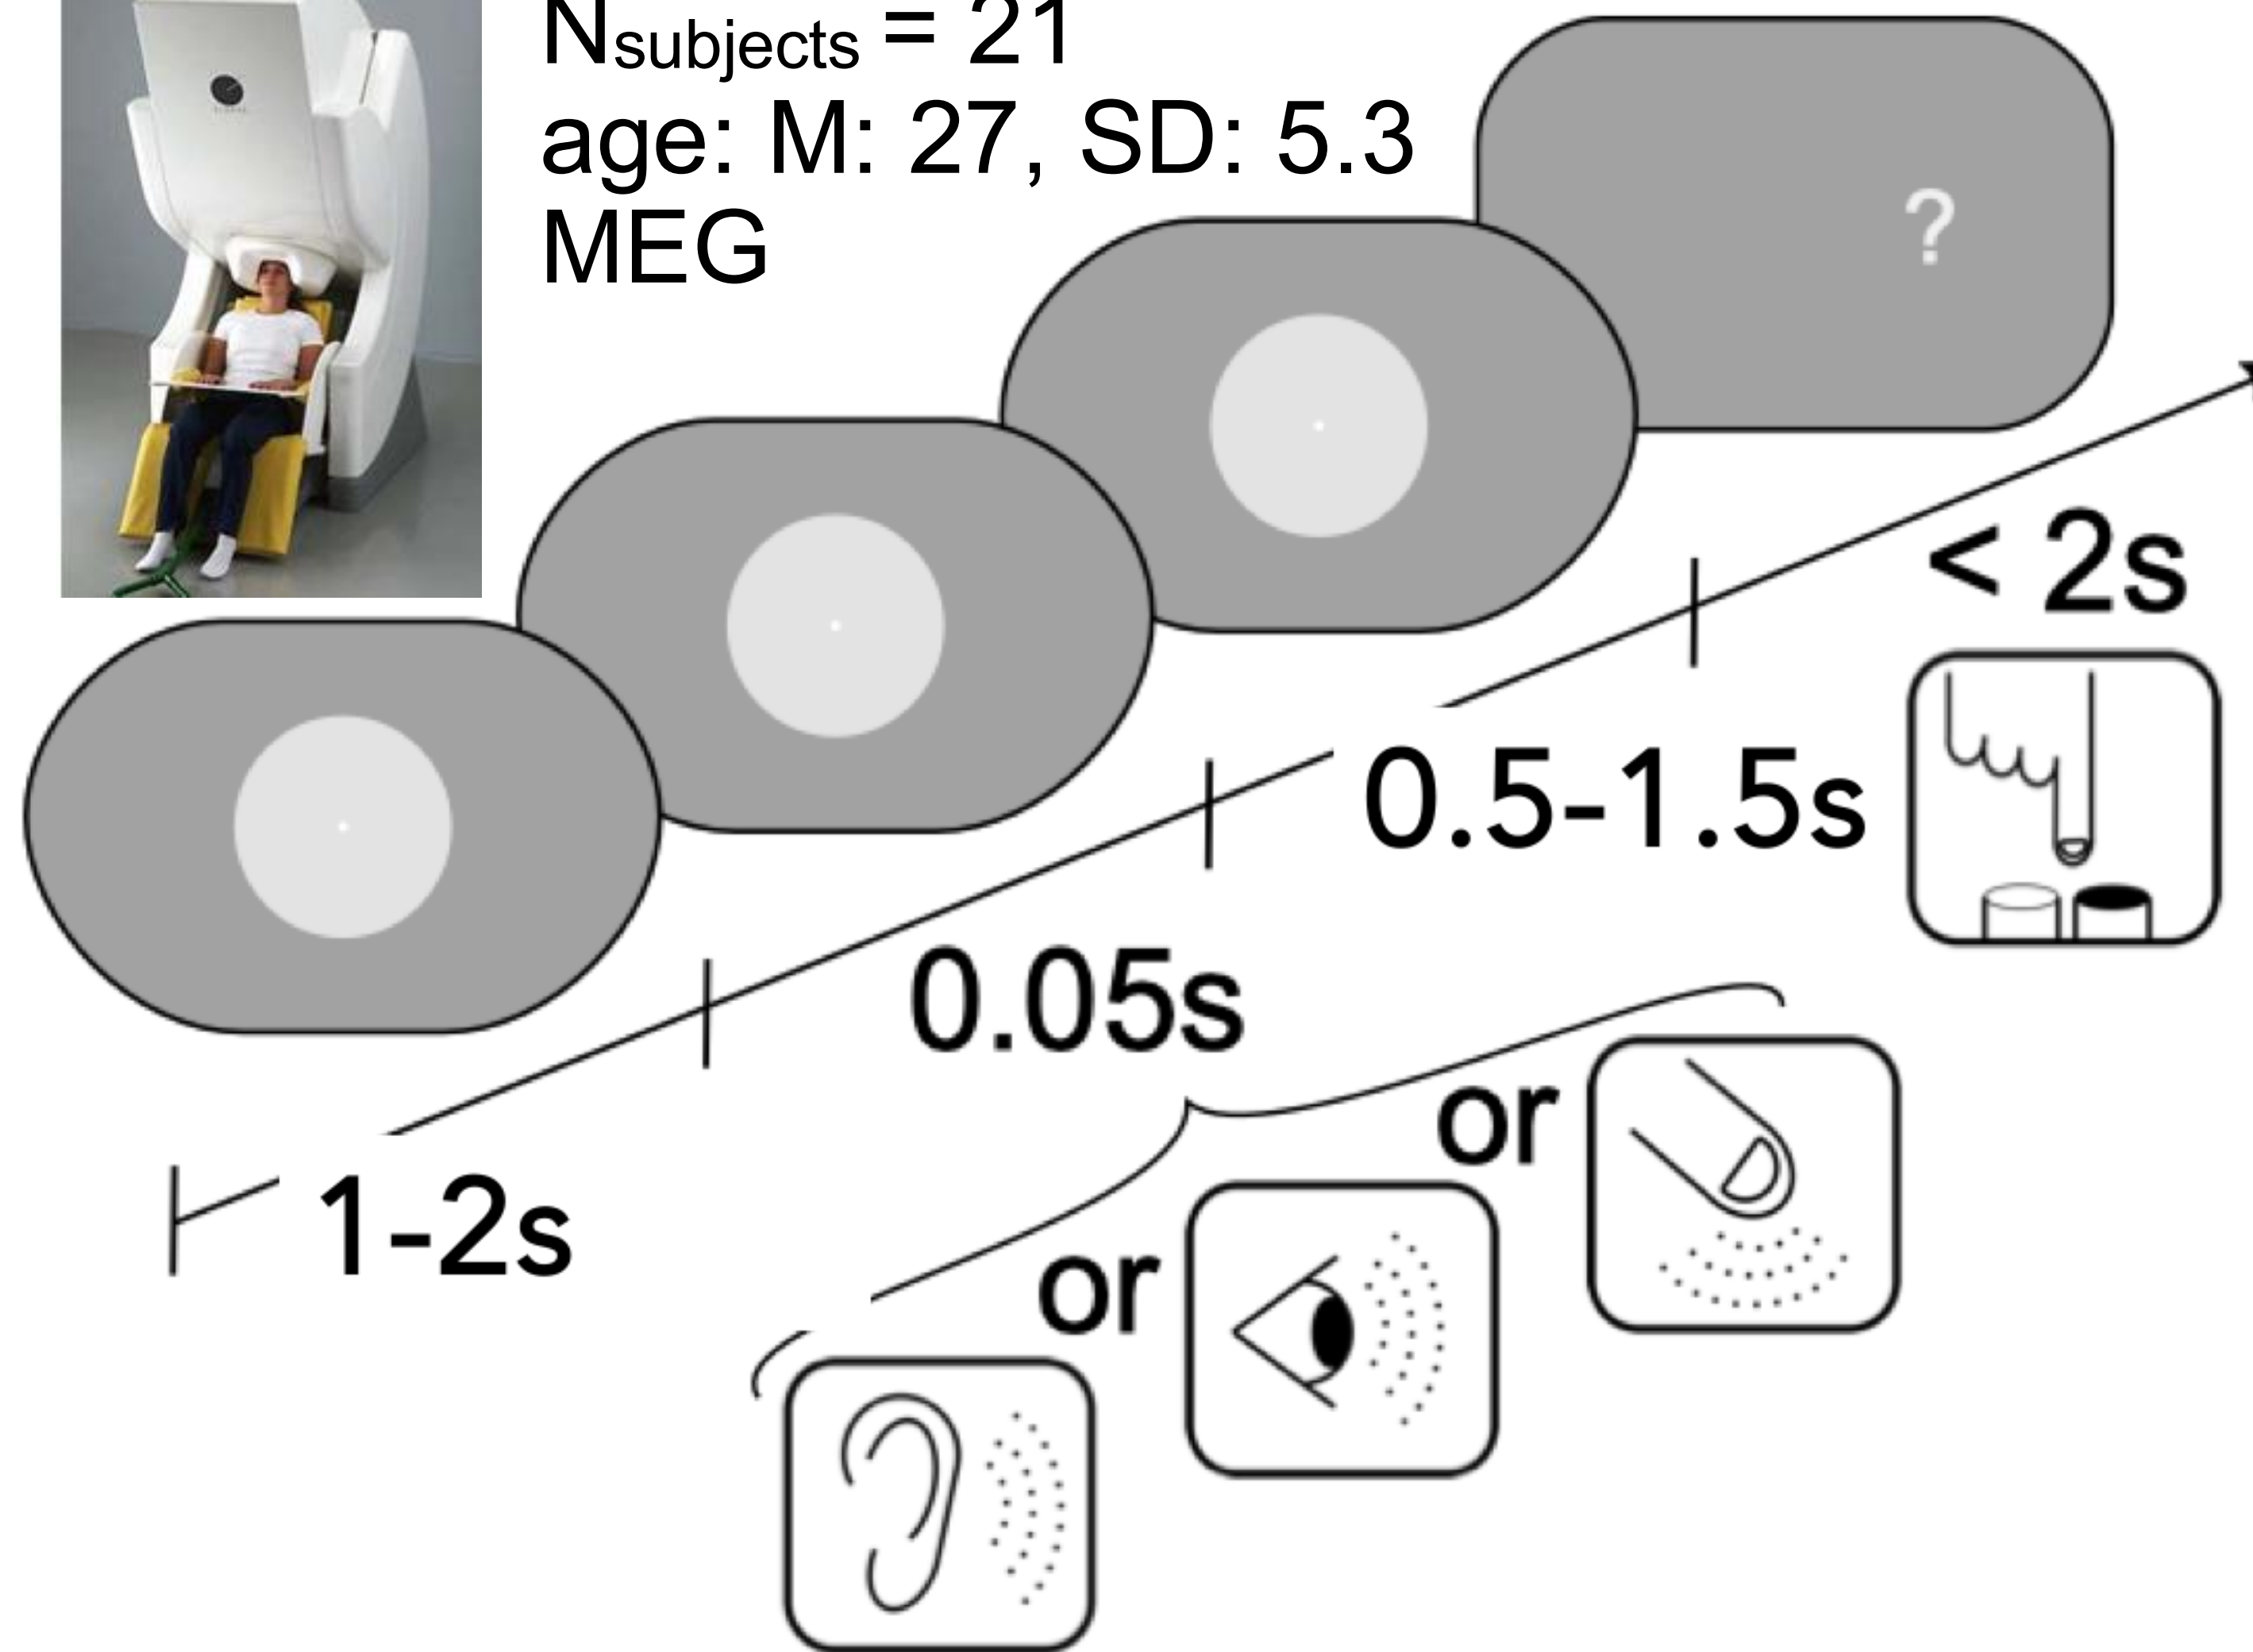 Nsubjects = 21
age: M: 27, SD: 5.3
MEG
?
< 2s
0.5-1.5s
0.05s
1-2s
or
or